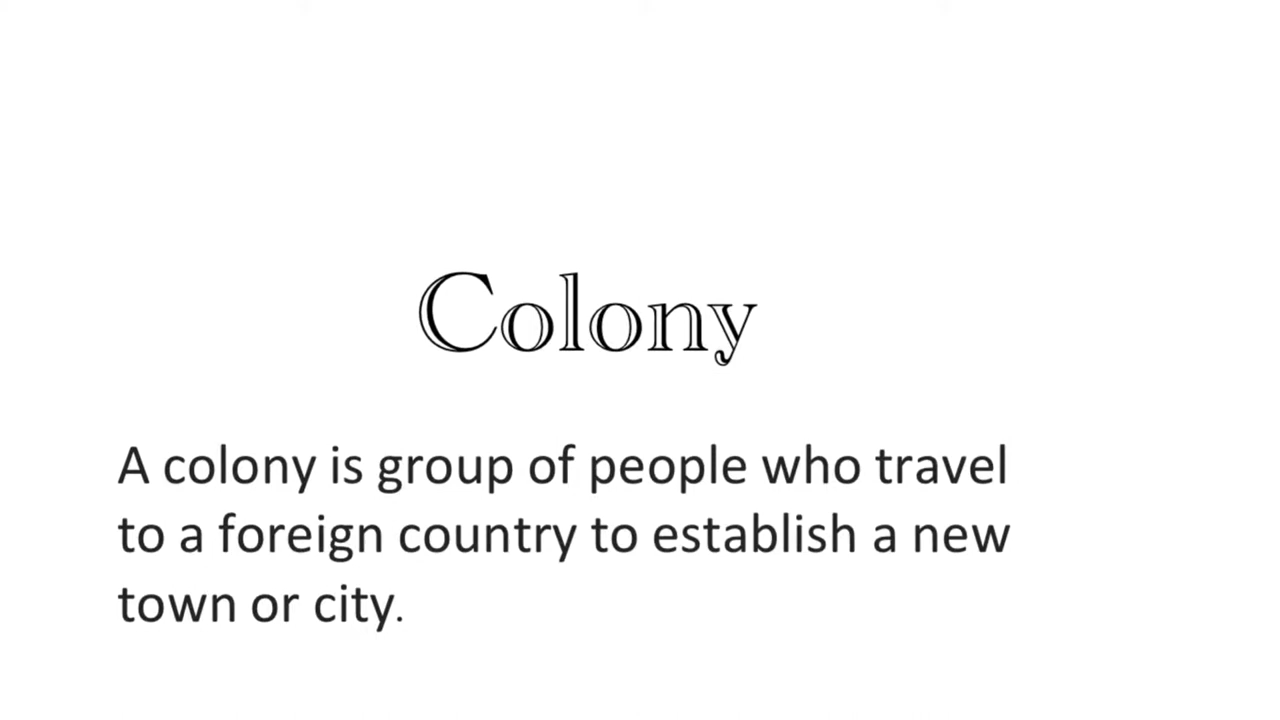 Colony
A colony is group of people who travel
to a foreign country to establish a new
town or city.